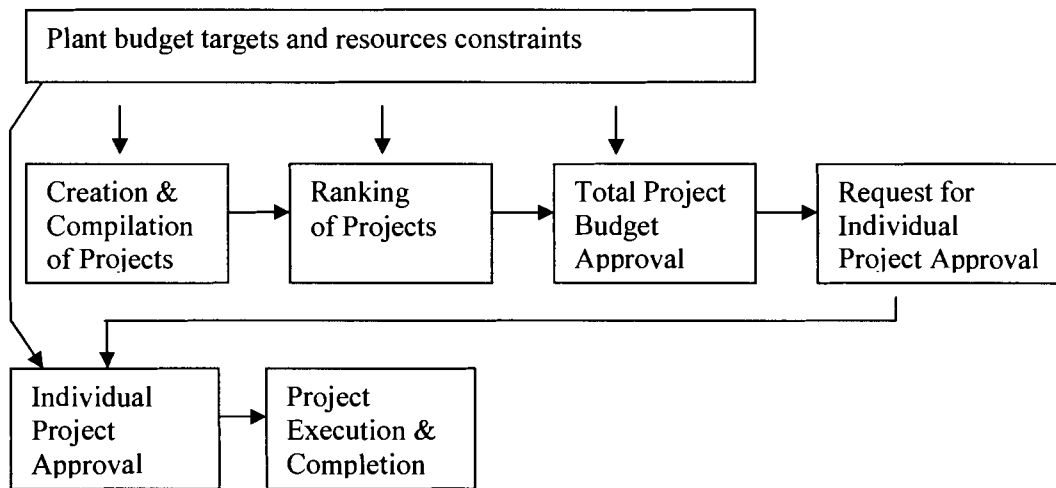 Plant budget targets and resources constraints
Creation &
Compilation
of Projects
Ranking
of Projects
Total Project
Budget
Approval
Request for
Individual
Project Approval
Individual
Project
Approval
Project
Execution &
Completion